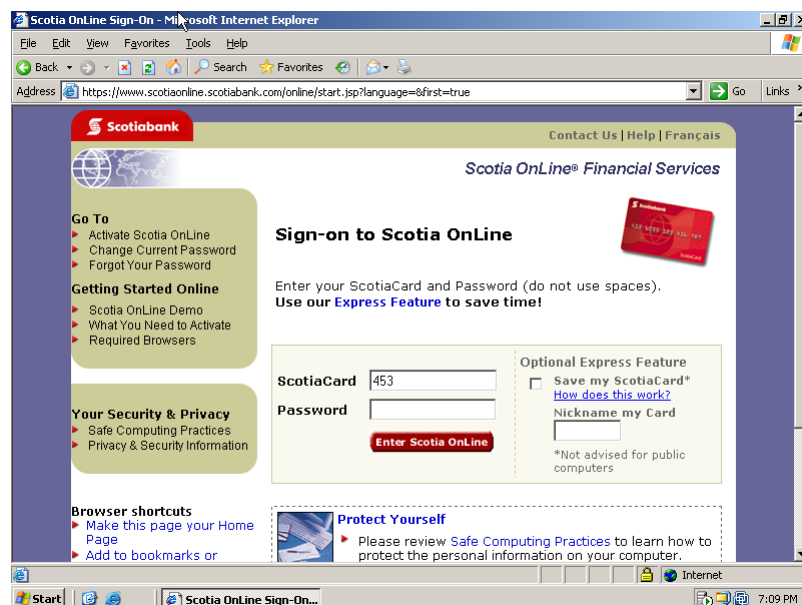 Scotia OnLine Sign-On - Microsoft Internet Explorer
File Edit View Favorites Tools Help
Back Search Favorites
Address https://www.scotiaonline.scotiabank.com/online/start.jsp?language=&first=true Go Links
Scotiabank
Contact Us | Help | Français
Scotia OnLine® Financial Services
Go To
Activate Scotia OnLine
Change Current Password
Forgot Your Password
Getting Started Online
Scotia OnLine Demo
What You Need to Activate
Required Browsers
Your Security & Privacy
Safe Computing Practices
Privacy & Security Information
Browser shortcuts
Make this page your Home
Page
Add to bookmarks or
Sign-on to Scotia OnLine
Scotiabank
ScotiaCard
Enter your ScotiaCard and Password (do not use spaces).
Use our Express Feature to save time!
ScotiaCard 453
Password
Enter Scotia OnLine
Optional Express Feature
Save my ScotiaCard*
How does this work?
Nickname my Card
*Not advised for public
computers
Protect Yourself
Please review Safe Computing Practices to learn how to
protect the personal information on your computer.
Internet
Start Scotia OnLine Sign-On... 7:09 PM